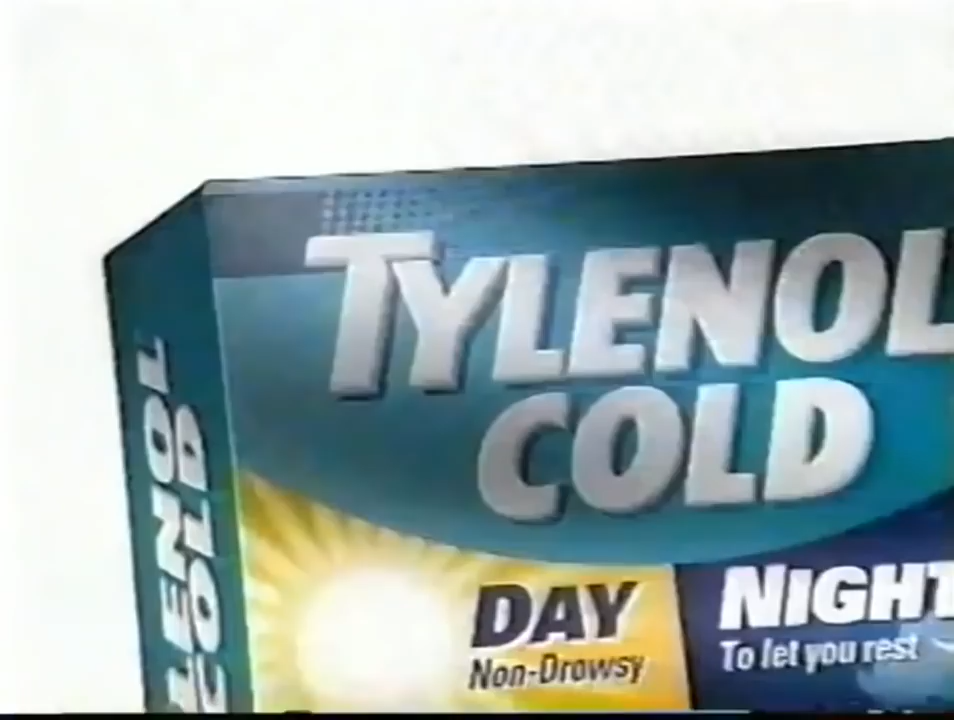 TYLENOL
COLD
DAY
Non-Drowsy
NIGHT
To let you rest
TYLENOL
COLD